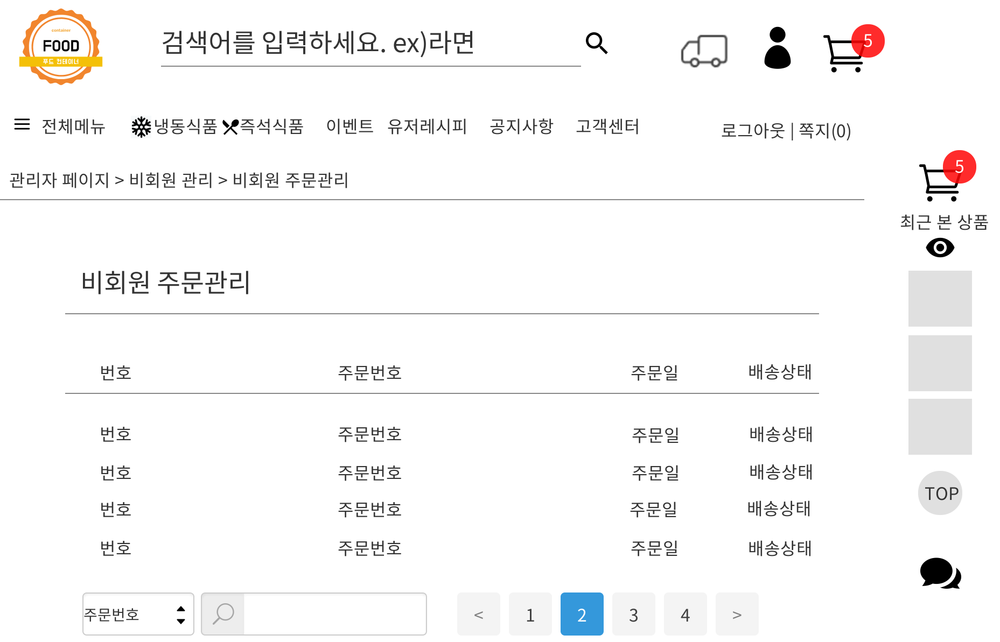 container
FOOD
푸드 컨테이너
검색어를 입력하세요. ex)라면
5
전체메뉴 냉동식품 즉석식품 이벤트 유저레시피 공지사항 고객센터
로그아웃 | 쪽지(0)
관리자 페이지 > 비회원 관리 > 비회원 주문관리
5
최근 본 상품
비회원 주문관리
번호 주문번호 주문일 배송상태
번호 주문번호 주문일 배송상태
번호 주문번호 주문일 배송상태
번호 주문번호 주문일 배송상태
번호 주문번호 주문일 배송상태
TOP
주문번호
< 1 2 3 4 >